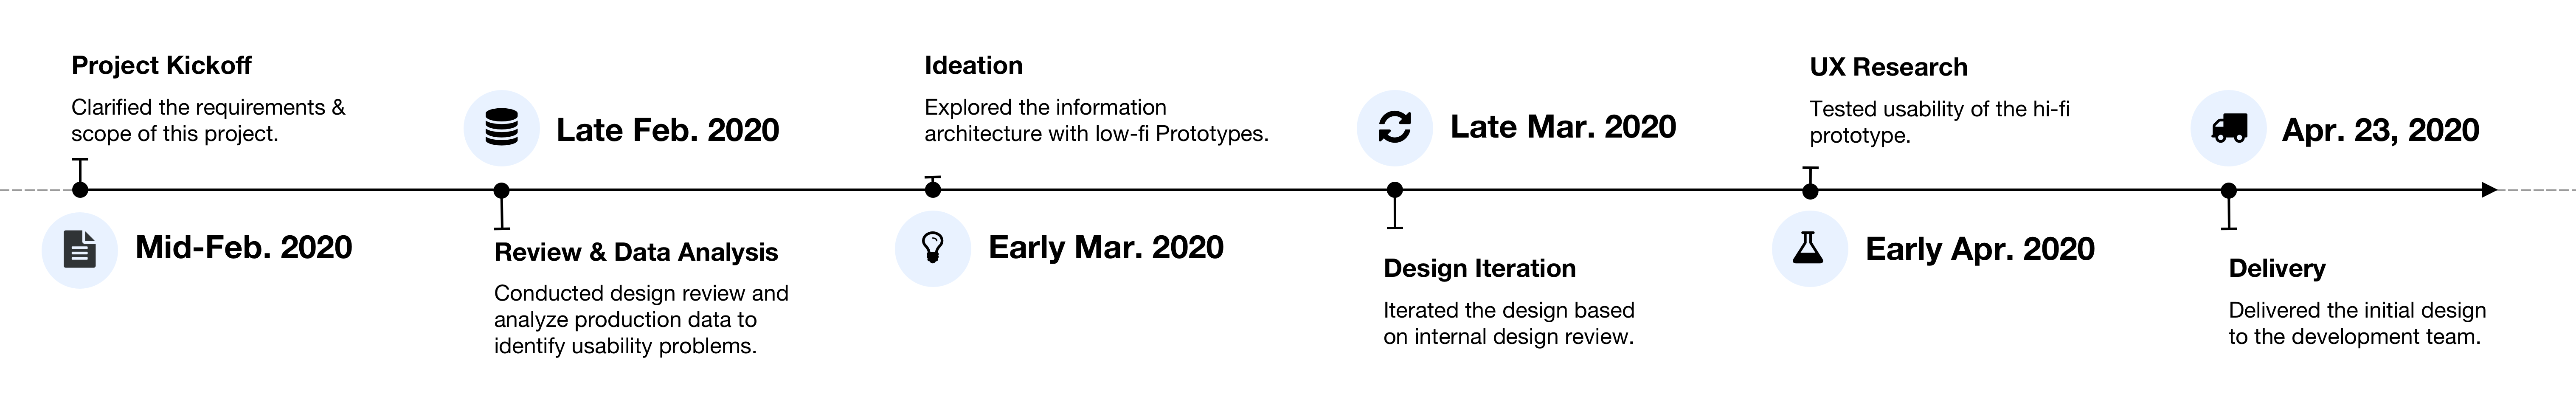 Project Kickoff
Clarified the requirements &
scope of this project.
Mid-Feb. 2020
Late Feb. 2020
Review & Data Analysis
Conducted design review and
analyze production data to
identify usability problems.
Ideation
Explored the information
architecture with low-fi Prototypes.
Early Mar. 2020
Late Mar. 2020
Design Iteration
Iterated the design based
on internal design review.
UX Research
Tested usability of the hi-fi
prototype.
Early Apr. 2020
Apr. 23, 2020
Delivery
Delivered the initial design
to the development team.